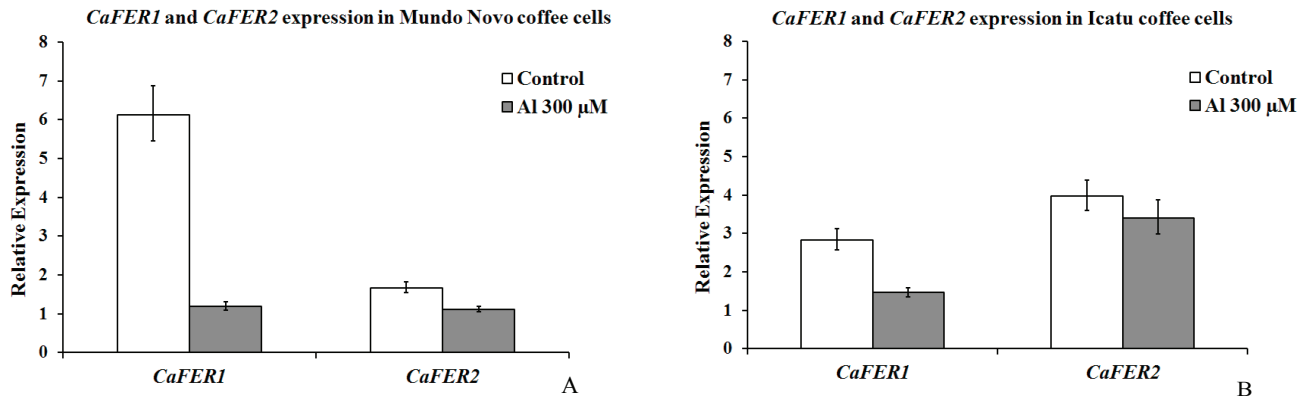 CaFER1 and CaFER2 expression in Mundo Novo coffee cells
8
7
6
5
4
3
2
1
0
Relative Expression
Control
Al 300 µM
CaFER1
CaFER2
A
CaFER1 and CaFER2 expression in Icatu coffee cells
8
7
6
5
4
3
2
1
0
Relative Expression
Control
Al 300 µM
CaFER1
CaFER2
B